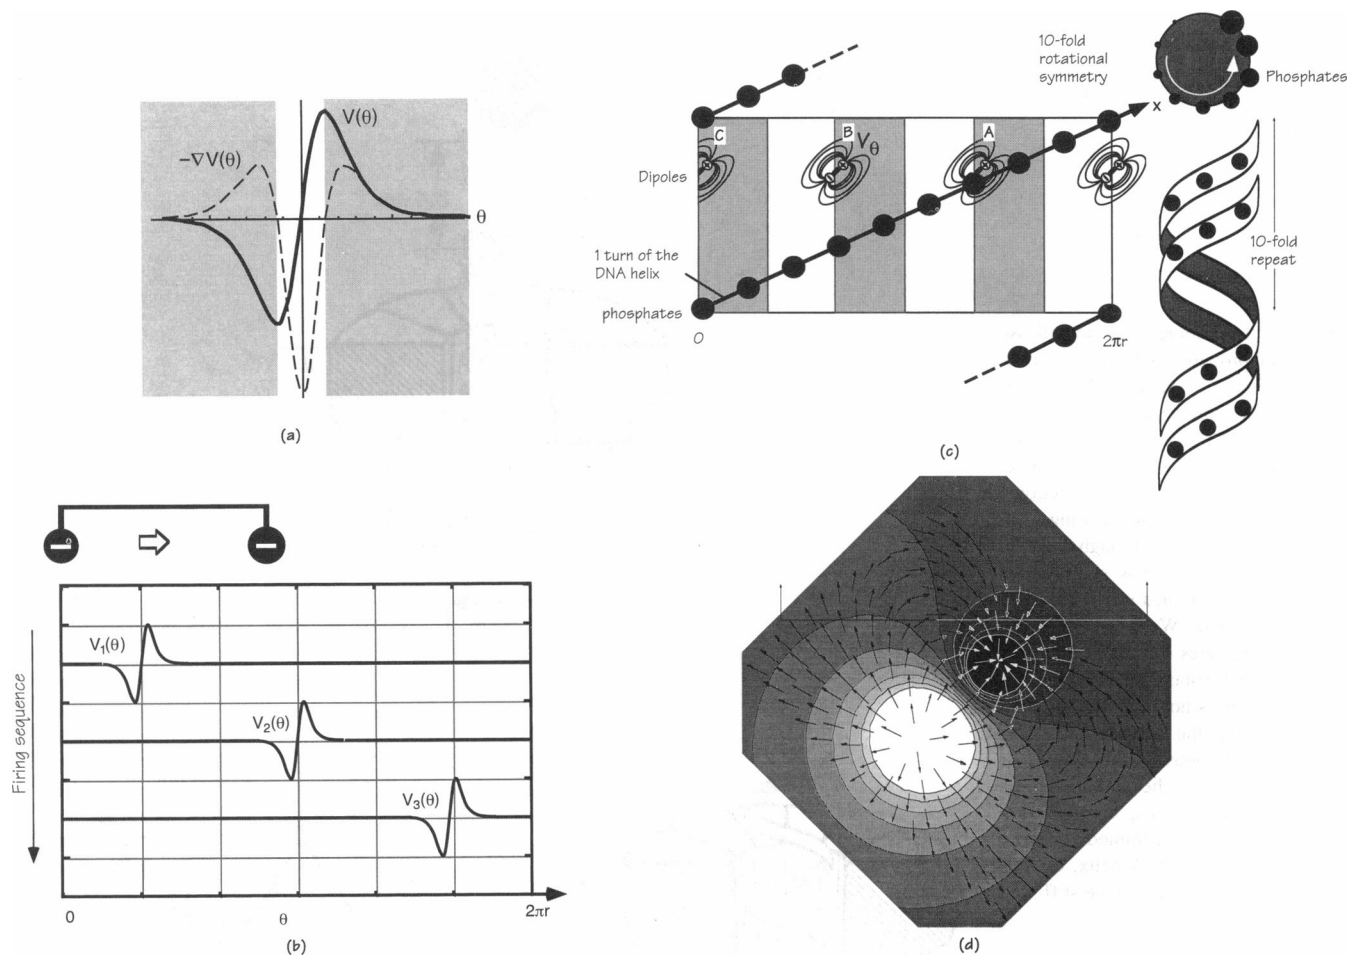 V(θ)
−∇V(θ)
θ
(a)
10-fold
rotational
symmetry
Phosphates
x
C
B
A
Vθ
Dipoles
1 turn of the
DNA helix
phosphates
0
2πr
10-fold
repeat
(c)
Firing sequence
V₁(θ)
V₂(θ)
V₃(θ)
0
θ
2πr
(b)
(d)